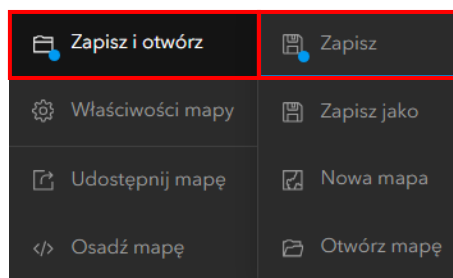 Zapisz i otwórz
Właściwości mapy
Udostępnij mapę
Osadź mapę
Zapisz
Zapisz jako
Nowa mapa
Otwórz mapę